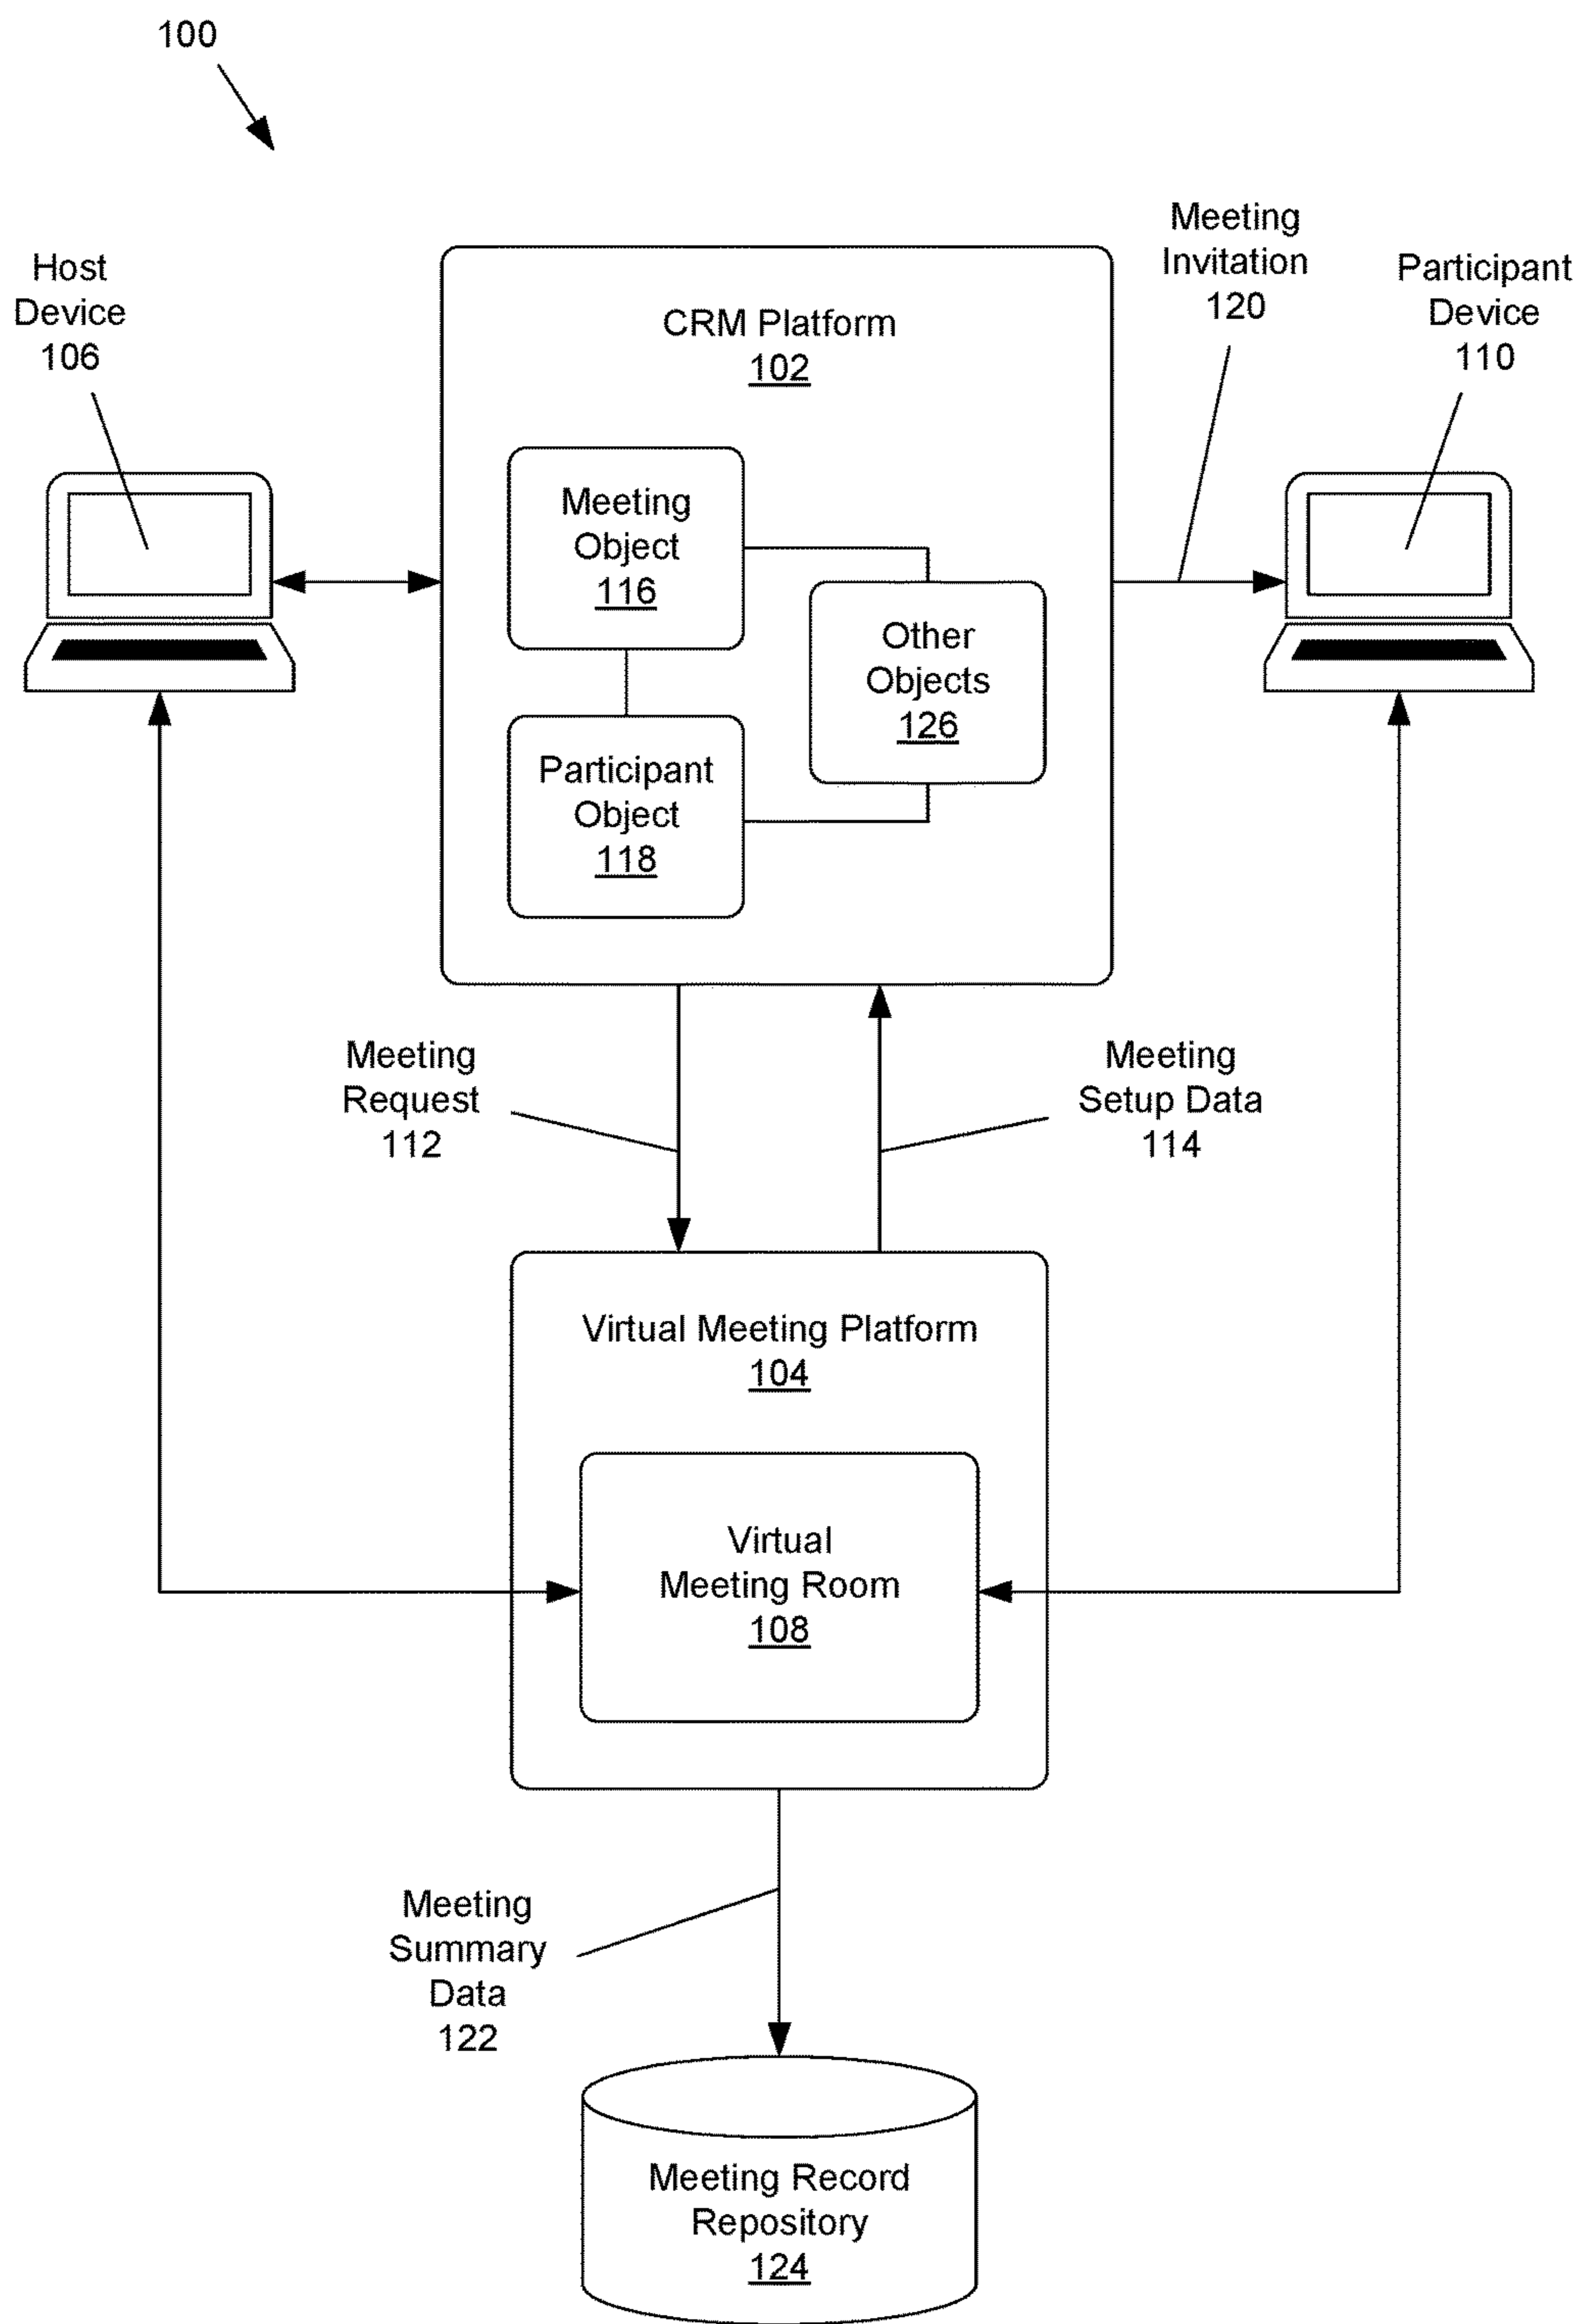 100
Host
Device
106
CRM Platform
102
Meeting
Invitation
120
Participant
Device
110
Meeting
Object
116
Other
Objects
126
Participant
Object
118
Meeting
Request
112
Meeting
Setup Data
114
Virtual Meeting Platform
104
Virtual
Meeting Room
108
Meeting
Summary
Data
122
Meeting Record
Repository
124